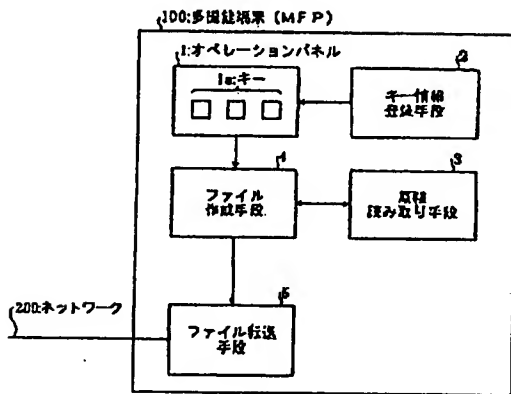 100:多機能端末 (MFP)
1:オペレーションパネル
1a:キー
2
キー情報
登録手段
4
ファイル
作成手段
3
原稿
読み取り手段
5
ファイル転送
手段
200:ネットワーク